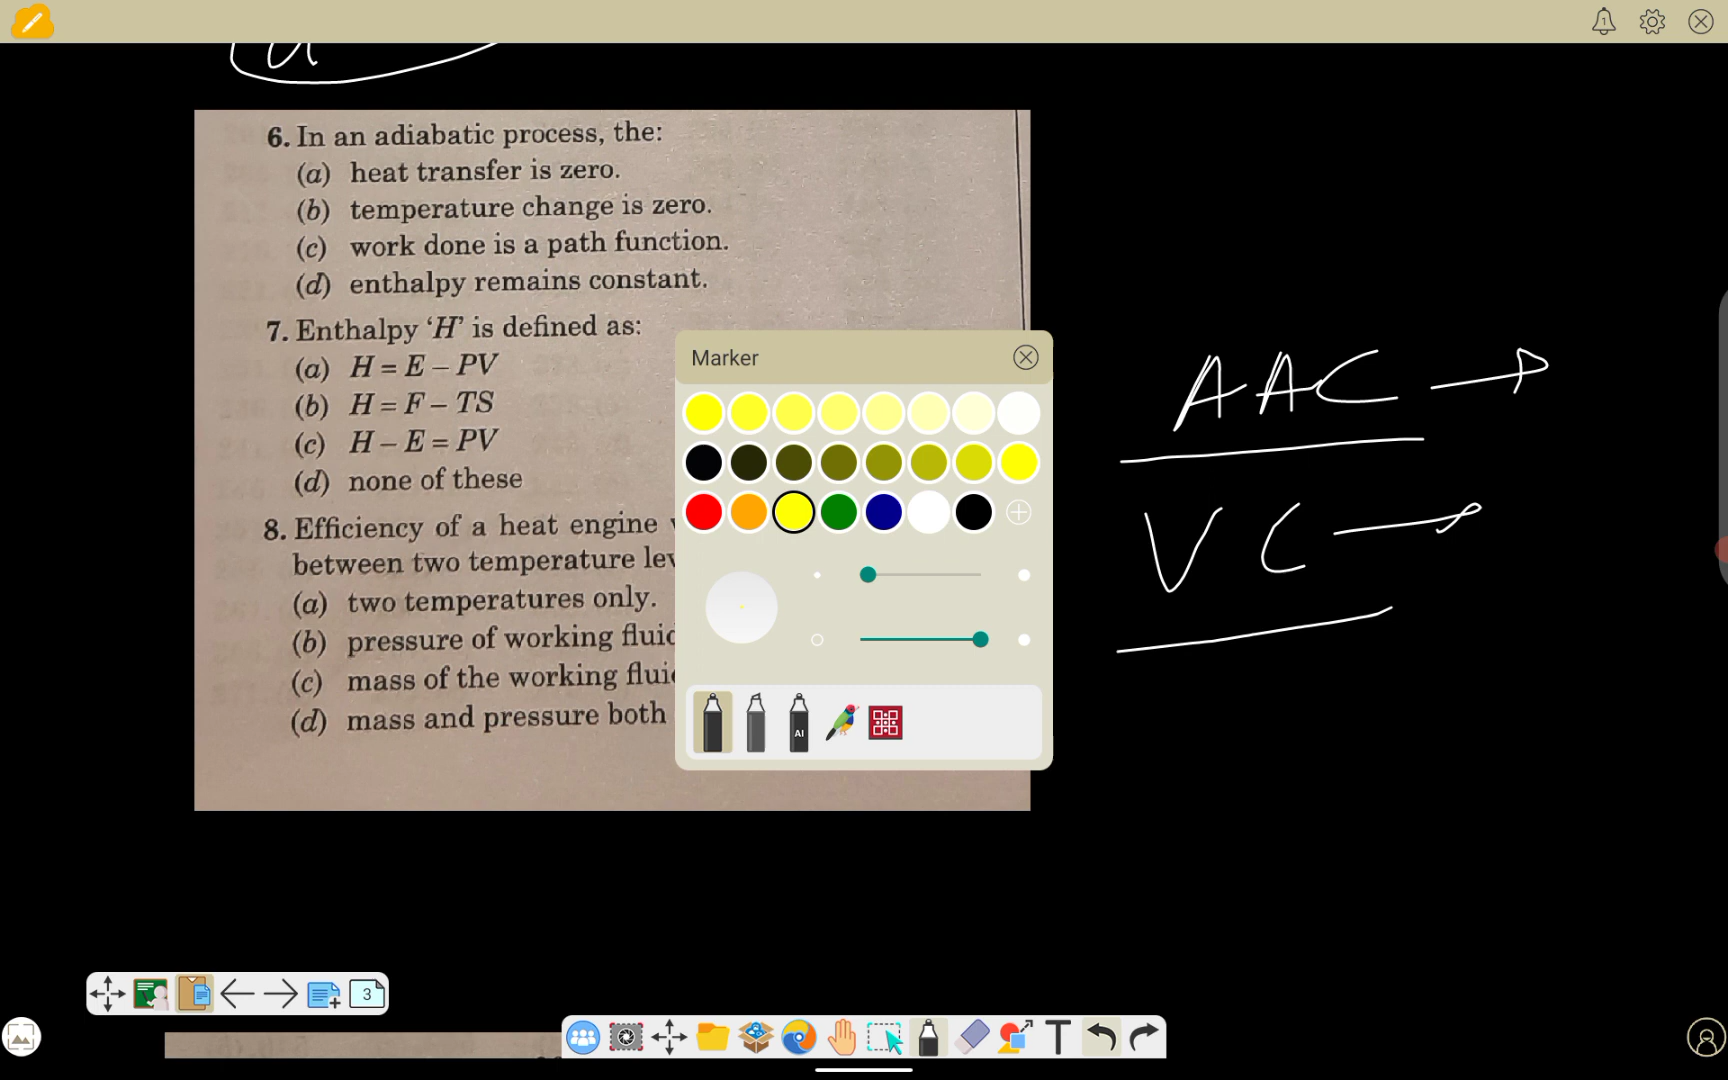 a
6. In an adiabatic process, the:
(a) heat transfer is zero.
(b) temperature change is zero.
(c) work done is a path function.
(d) enthalpy remains constant.
7. Enthalpy ‘H’ is defined as:
(a) H = E – PV
(b) H = F – TS
(c) H – E = PV
(d) none of these
8. Efficiency of a heat engine
between two temperature
(a) two temperatures only.
(b) pressure of working
(c) mass of the working
(d) mass and pressure both
Marker
AI
AAC
VC
3
T
1